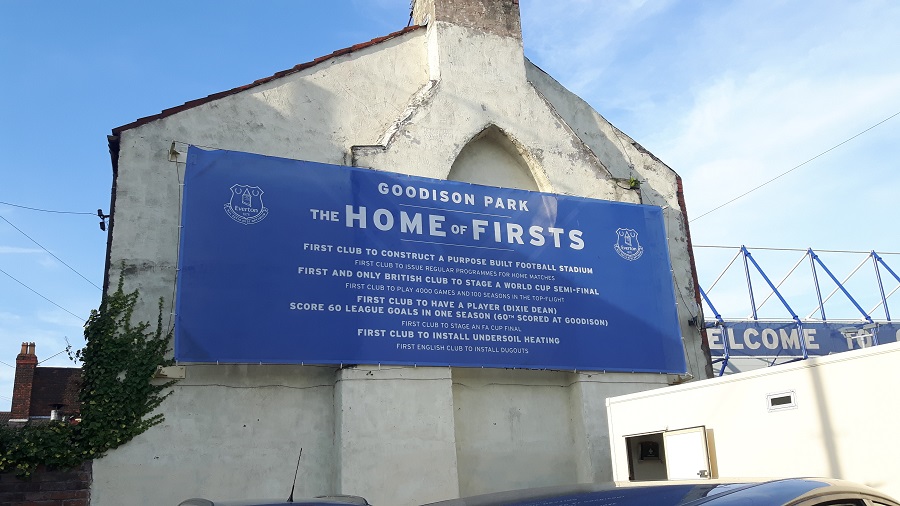 GOODISON PARK
THE HOME OF FIRSTS
Everton
FIRST CLUB TO CONSTRUCT A PURPOSE BUILT FOOTBALL STADIUM
FIRST CLUB TO ISSUE REGULAR PROGRAMMES FOR HOME MATCHES
FIRST AND ONLY BRITISH CLUB TO STAGE A WORLD CUP SEMI-FINAL
FIRST CLUB TO PLAY 4000 GAMES AND 100 SEASONS IN THE TOP-FLIGHT
FIRST CLUB TO HAVE A PLAYER (DIXIE DEAN)
SCORE 60 LEAGUE GOALS IN ONE SEASON (60TH SCORED AT GOODISON)
FIRST CLUB TO STAGE AN FA CUP FINAL
FIRST CLUB TO INSTALL UNDERSOIL HEATING
FIRST ENGLISH CLUB TO INSTALL DUGOUTS
Everton
ELCOME TO